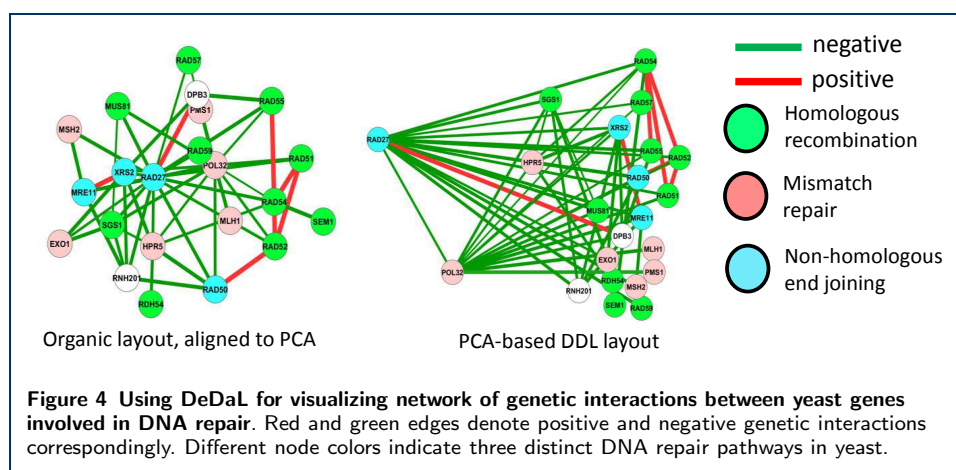 RAD57
DPB3
PMS1
RAD55
MUS81
MSH2
RAD59
POL32
RAD51
XRS2
RAD27
MRE11
RAD54
SEM1
SGS1
MLH1
EXO1
HPR5
RAD52
RNH201
RAD50
RDH54
Organic layout, aligned to PCA
RAD54
SGS1
RAD57
XRS2
RAD27
RAD55
RAD52
HPR5
RAD50
RAD51
MUS81
MRE11
DPB3
MLH1
EXO1
POL32
PMS1
RDH54
RNH201
MSH2
SEM1
RAD59
PCA-based DDL layout
negative
positive
Homologous
recombination
Mismatch
repair
Non-homologous
end joining
Figure 4 Using DeDaL for visualizing network of genetic interactions between yeast genes
involved in DNA repair. Red and green edges denote positive and negative genetic interactions
correspondingly. Different node colors indicate three distinct DNA repair pathways in yeast.